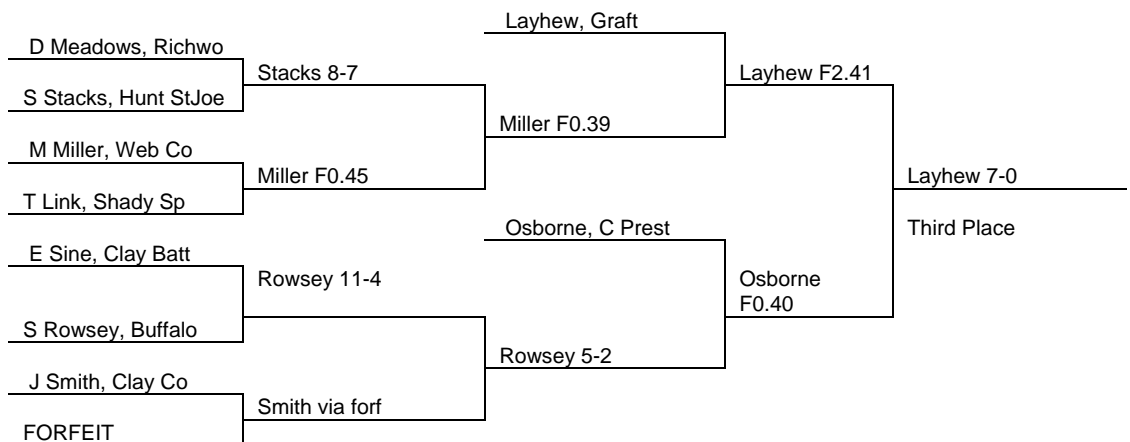 Layhew, Graft
D Meadows, Richwo
Stacks 8-7
Layhew F2.41
S Stacks, Hunt StJoe
Miller F0.39
M Miller, Web Co
Miller F0.45
Layhew 7-0
T Link, Shady Sp
Osborne, C Prest
Third Place
E Sine, Clay Batt
Rowsey 11-4
Osborne
F0.40
S Rowsey, Buffalo
Rowsey 5-2
J Smith, Clay Co
Smith via forf
FORFEIT